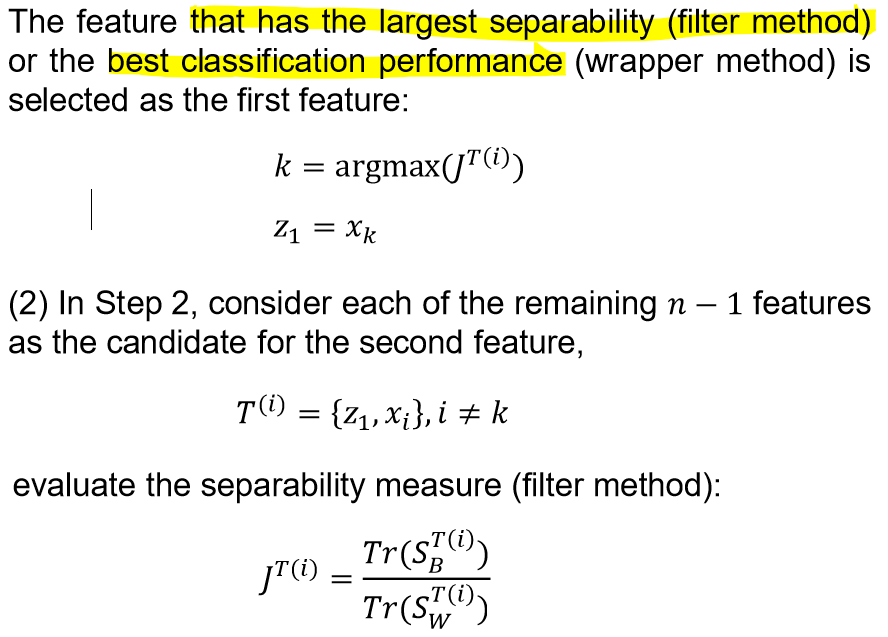 The feature that has the largest separability (filter method)
or the best classification performance (wrapper method) is
selected as the first feature:
k = argmax(J^{T(i)})
z_1 = x_k
(2) In Step 2, consider each of the remaining n − 1 features
as the candidate for the second feature,
T^{(i)} = {z_1, x_i}, i ≠ k
evaluate the separability measure (filter method):
J^{T(i)} = \frac{Tr(S_B^{T(i)})}{Tr(S_W^{T(i)})}